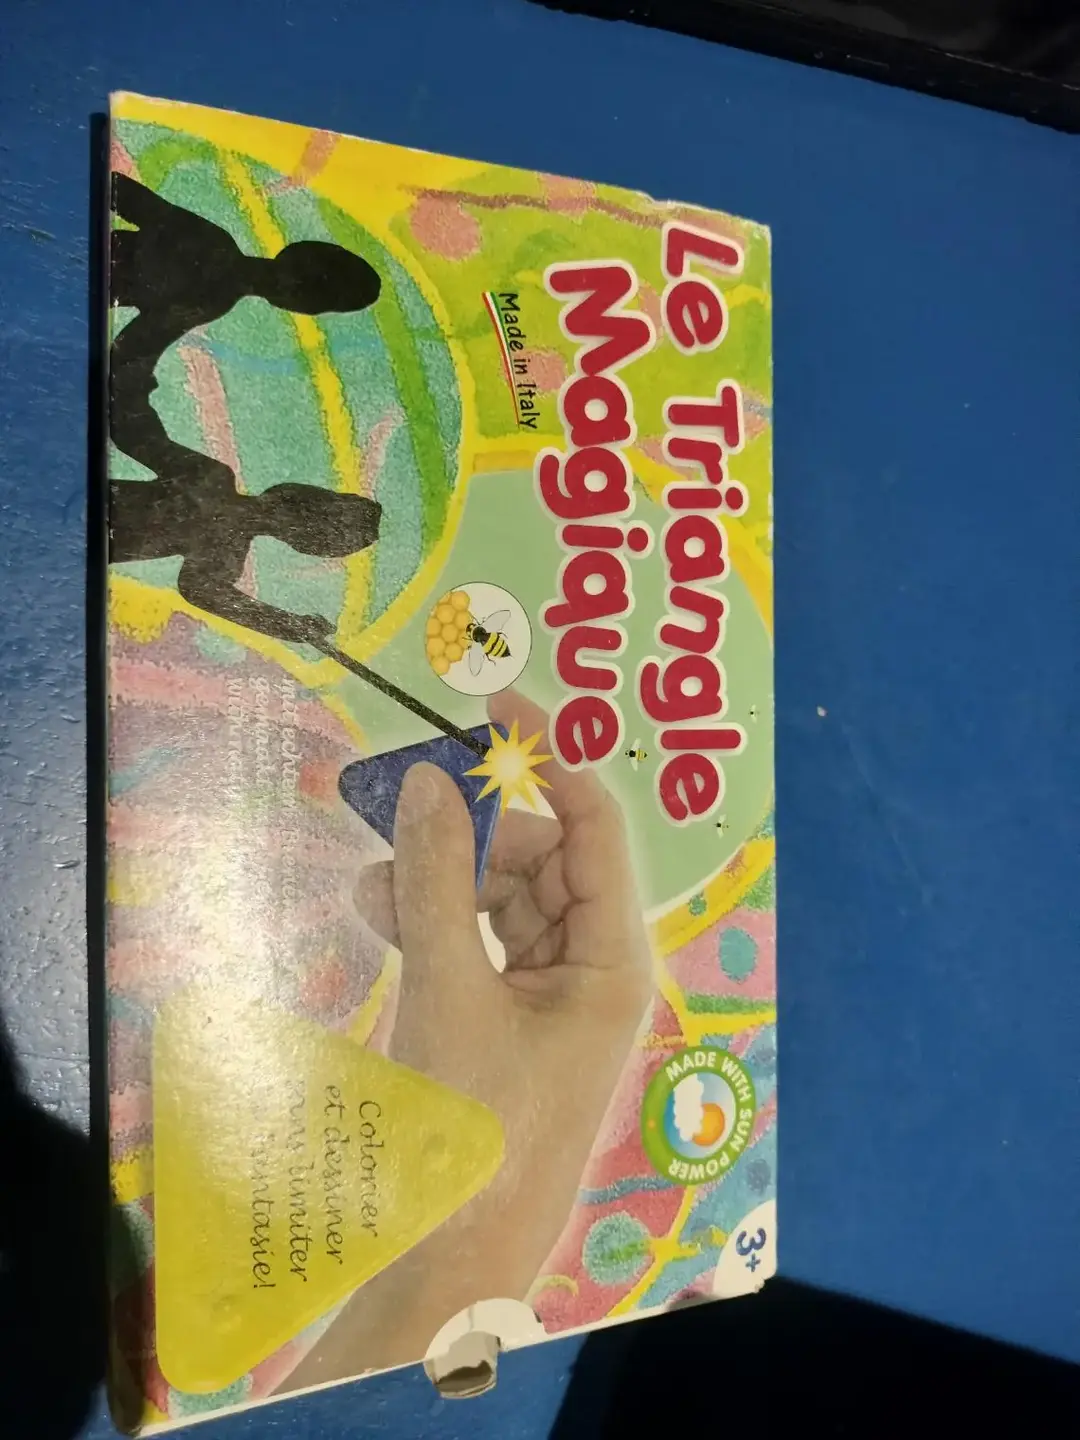 Le Triangle
Magique
Made in Italy
MADE WITH SUN POWER
3+
Colorier
et dessiner
sans limiter
fantasie!